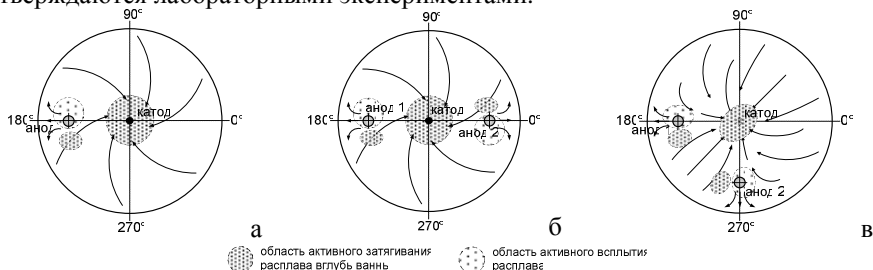 тверждаются лабораторными экспериментами.
90° 90° 90°
180° анод катод 0°
180° анод 1 катод анод 2 0°
180° анод катод анод 2 0°
270° а 270° б 270° в
область активного затягивания
расплава вглубь ванны
область активного всплытия
расплава